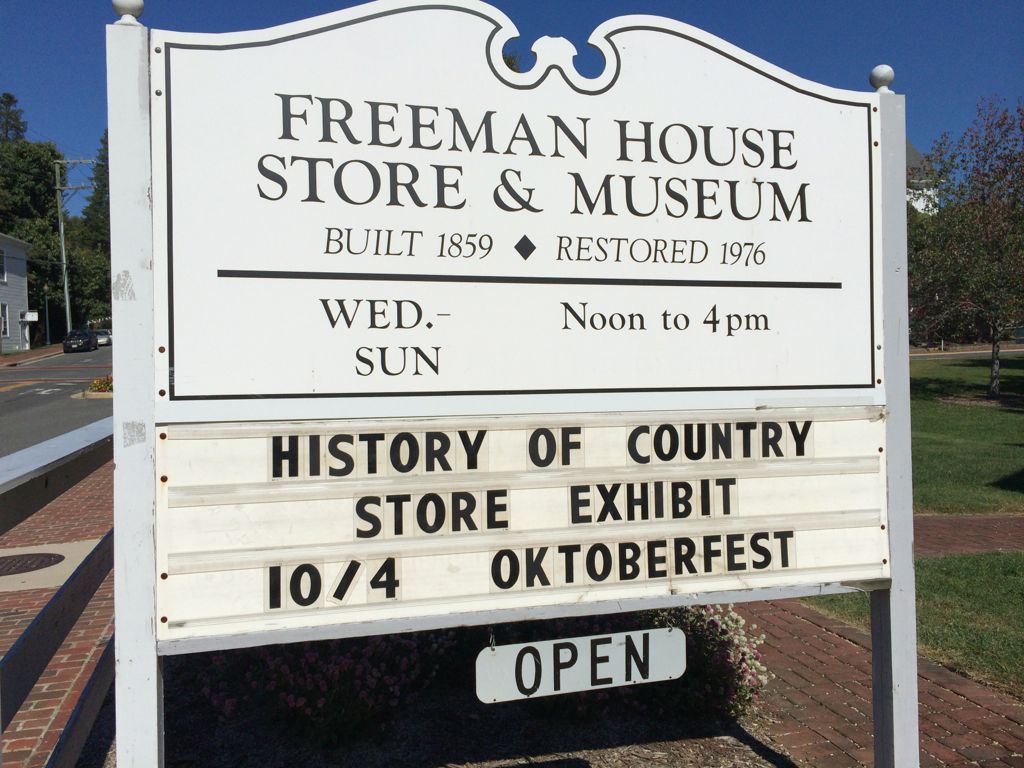 FREEMAN HOUSE
STORE & MUSEUM
BUILT 1859 ◆ RESTORED 1976
WED.- Noon to 4pm
SUN
HISTORY OF COUNTRY
STORE EXHIBIT
10/4 OKTOBERFEST
OPEN